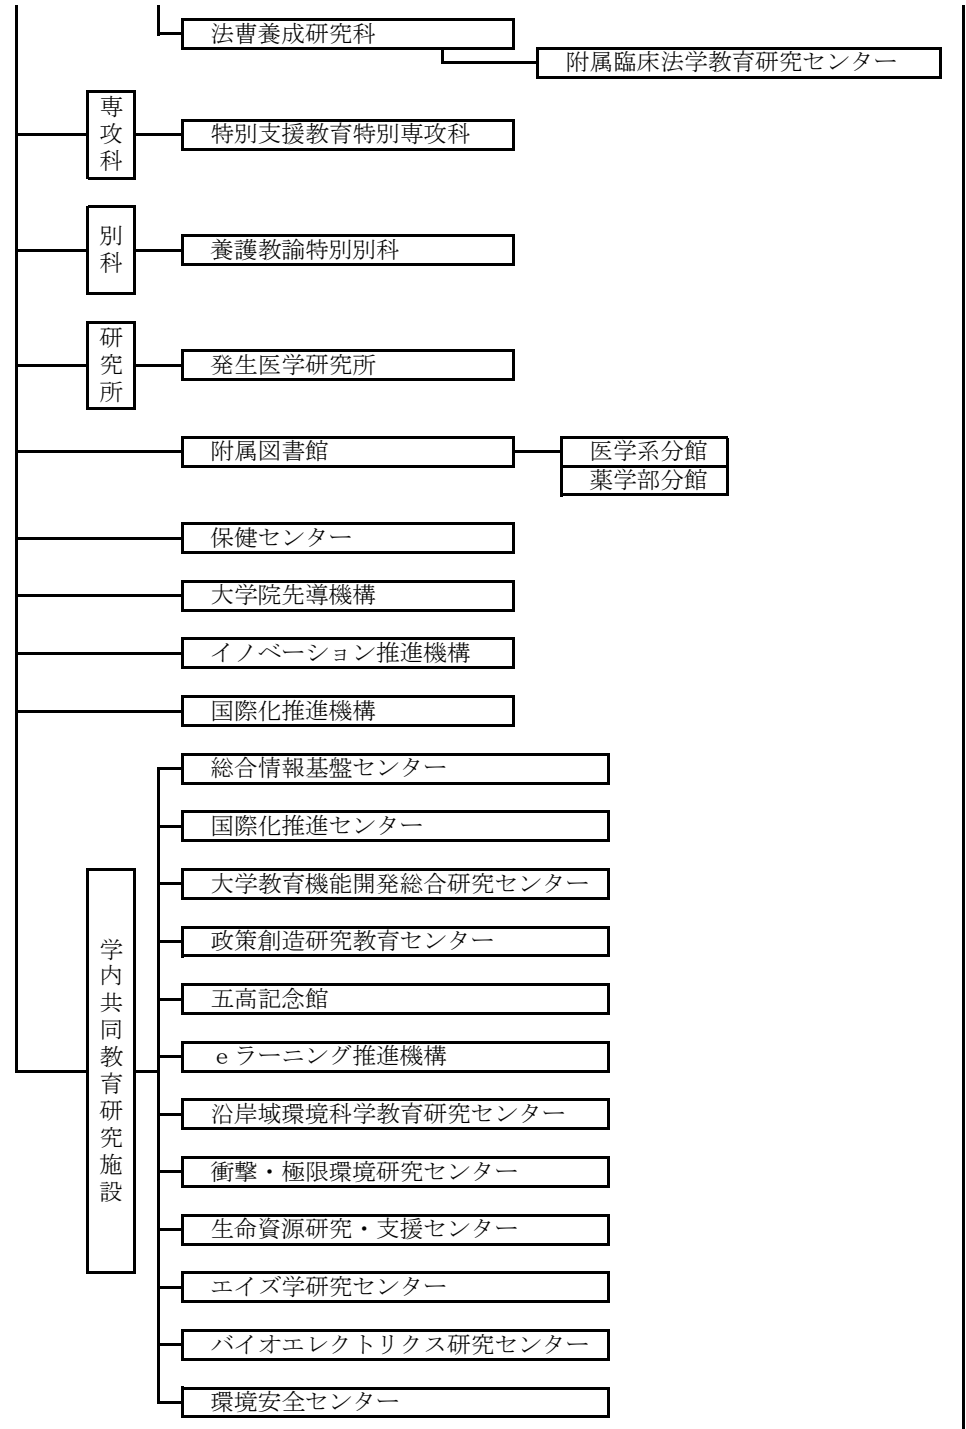 法曹養成研究科
附属臨床法学教育研究センター
専攻科
特別支援教育特別専攻科
別科
養護教諭特別別科
研究所
発生医学研究所
附属図書館
医学系分館
薬学部分館
保健センター
大学院先導機構
イノベーション推進機構
国際化推進機構
学内共同教育研究施設
総合情報基盤センター
国際化推進センター
大学教育機能開発総合研究センター
政策創造研究教育センター
五高記念館
ｅラーニング推進機構
沿岸域環境科学教育研究センター
衝撃・極限環境研究センター
生命資源研究・支援センター
エイズ学研究センター
バイオエレクトリクス研究センター
環境安全センター